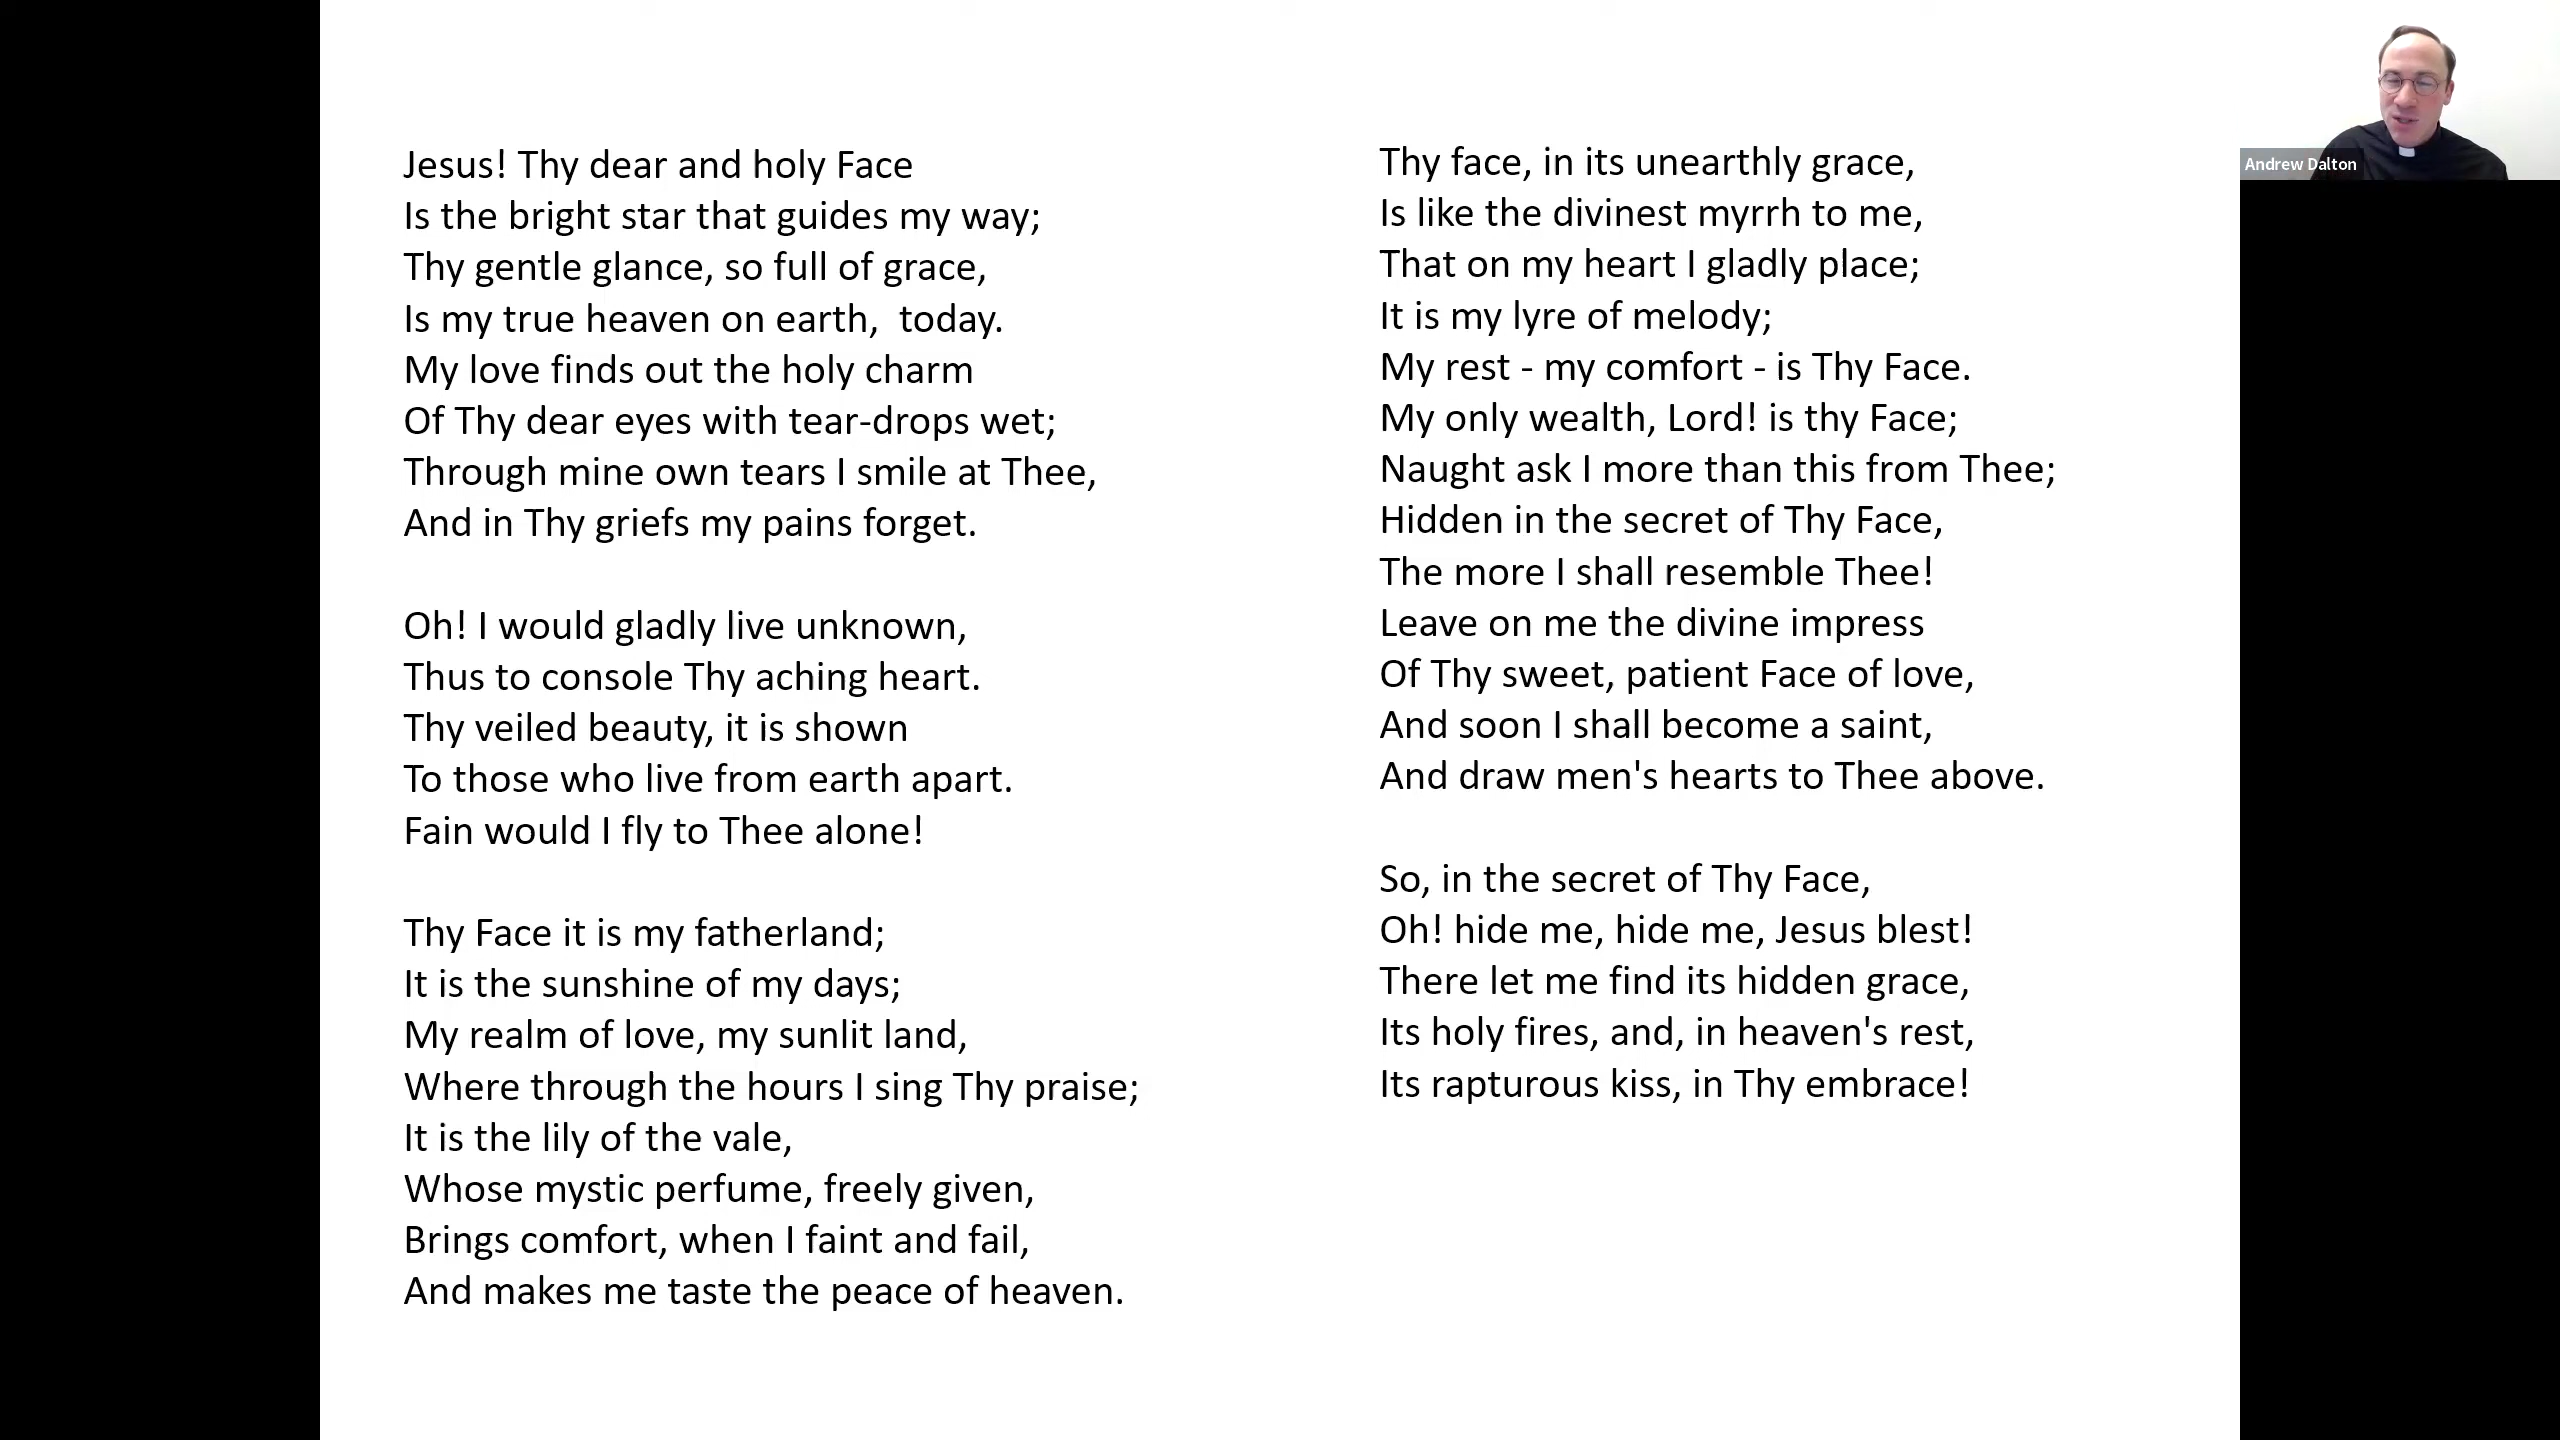 Jesus! Thy dear and holy Face
Is the bright star that guides my way;
Thy gentle glance, so full of grace,
Is my true heaven on earth,  today.
My love finds out the holy charm
Of Thy dear eyes with tear-drops wet;
Through mine own tears I smile at Thee,
And in Thy griefs my pains forget.
Oh! I would gladly live unknown,
Thus to console Thy aching heart.
Thy veiled beauty, it is shown
To those who live from earth apart.
Fain would I fly to Thee alone!
Thy Face it is my fatherland;
It is the sunshine of my days;
My realm of love, my sunlit land,
Where through the hours I sing Thy praise;
It is the lily of the vale,
Whose mystic perfume, freely given,
Brings comfort, when I faint and fail,
And makes me taste the peace of heaven.
Thy face, in its unearthly grace,
Is like the divinest myrrh to me,
That on my heart I gladly place;
It is my lyre of melody;
My rest - my comfort - is Thy Face.
My only wealth, Lord! is thy Face;
Naught ask I more than this from Thee;
Hidden in the secret of Thy Face,
The more I shall resemble Thee!
Leave on me the divine impress
Of Thy sweet, patient Face of love,
And soon I shall become a saint,
And draw men's hearts to Thee above.
So, in the secret of Thy Face,
Oh! hide me, hide me, Jesus blest!
There let me find its hidden grace,
Its holy fires, and, in heaven's rest,
Its rapturous kiss, in Thy embrace!
Andrew Dalton